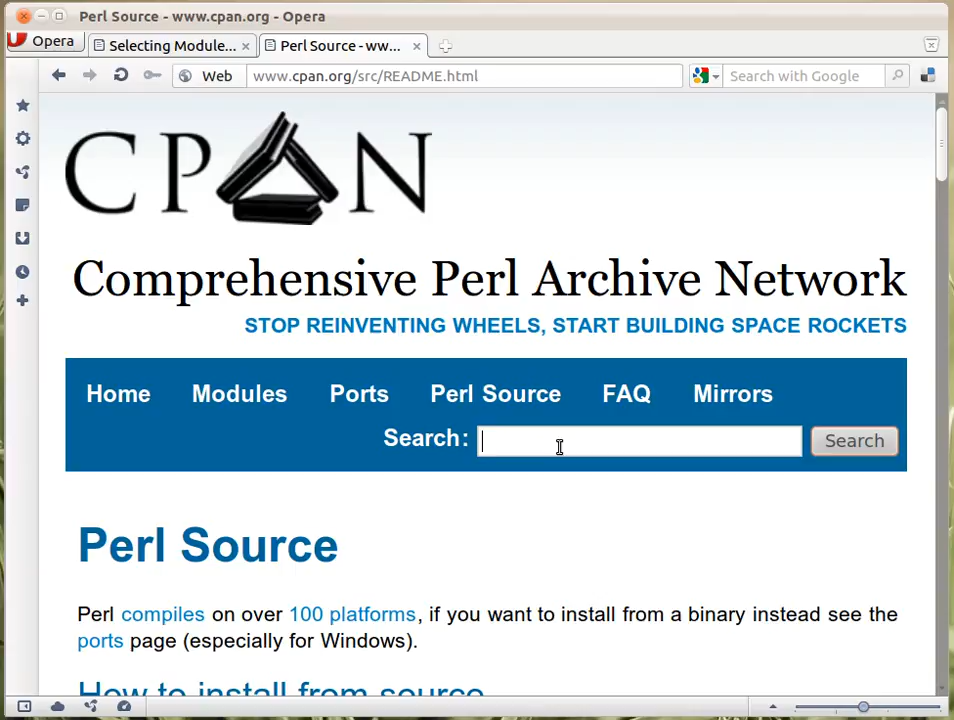 Perl Source - www.cpan.org - Opera
Opera
Selecting Module...
Perl Source - ww...
Web
www.cpan.org/src/README.html
Search with Google
CPAN
Comprehensive Perl Archive Network
STOP REINVENTING WHEELS, START BUILDING SPACE ROCKETS
Home Modules Ports Perl Source FAQ Mirrors
Search: Search
Perl Source
Perl compiles on over 100 platforms, if you want to install from a binary instead see the
ports page (especially for Windows).
How to install from source